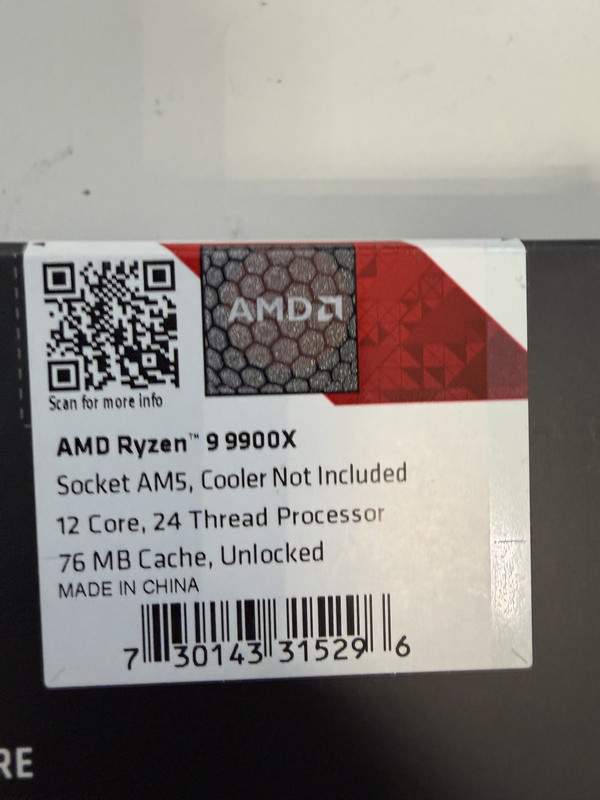 AMD
Scan for more info
AMD Ryzen™ 9 9900X
Socket AM5, Cooler Not Included
12 Core, 24 Thread Processor
76 MB Cache, Unlocked
MADE IN CHINA
7 30143 31529 6
RE